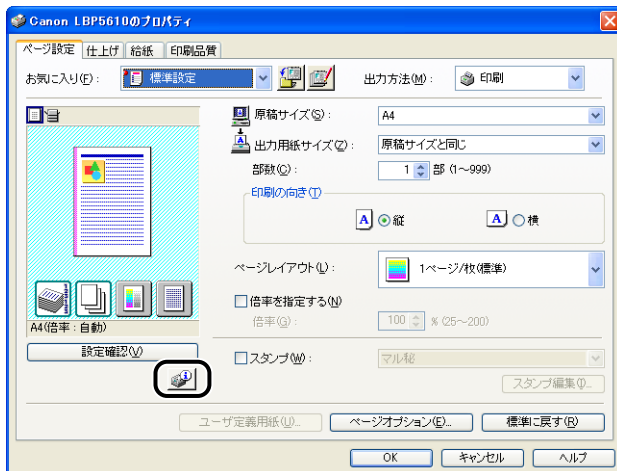 Canon LBP5610のプロパティ
ページ設定 仕上げ 給紙 印刷品質
お気に入り(F): 標準設定 出力方法(M): 印刷
原稿サイズ(S): A4
出力用紙サイズ(Z): 原稿サイズと同じ
部数(C): 1 部 (1~999)
印刷の向き(T)
A 縦 A 横
ページレイアウト(L): 1ページ/枚(標準)
倍率を指定する(N)
A4(倍率:自動) 倍率(G): 100 % (25~200)
設定確認(V) スタンプ(W): マル秘
スタンプ編集(I)...
ユーザ定義用紙(U)... ページオプション(E)... 標準に戻す(R)
OK キャンセル ヘルプ